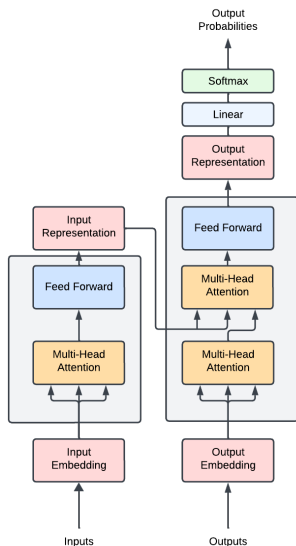 Output
Probabilities
Softmax
Linear
Output
Representation
Input
Representation
Feed Forward
Feed Forward
Multi-Head
Attention
Multi-Head
Attention
Multi-Head
Attention
Input
Embedding
Output
Embedding
Inputs
Outputs